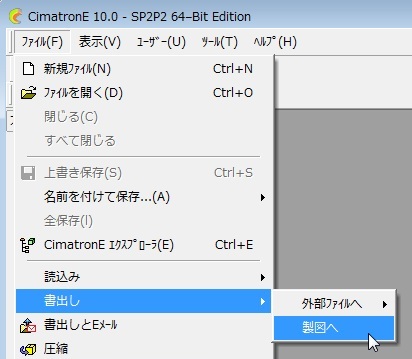 CimatronE 10.0 - SP2P2 64-Bit Edition
ファイル(F) 表示(V) ユーザー(U) ツール(T) ヘルプ(H)
新規ファイル(N) Ctrl+N
ファイルを開く(D) Ctrl+O
閉じる(C)
すべて閉じる
上書き保存(S) Ctrl+S
名前を付けて保存...(A)
全保存(l)
CimatronE エクスプローラ(E) Ctrl+E
読込み
書出し
外部ファイルへ
製図へ
書出しとEメール
圧縮